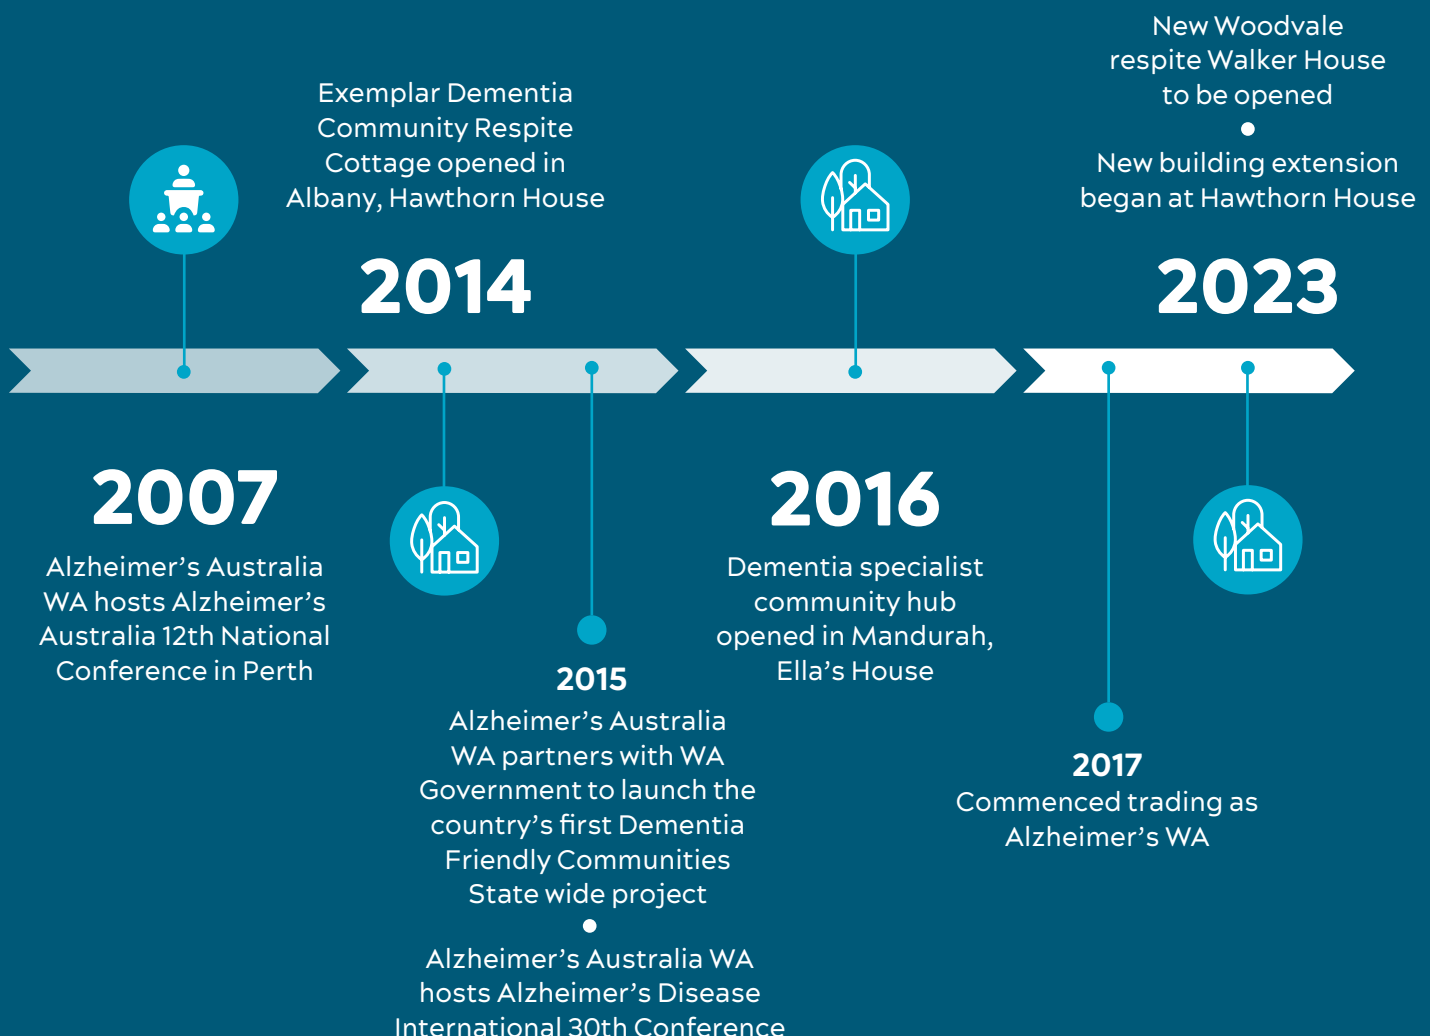 2007
Alzheimer’s Australia
WA hosts Alzheimer’s
Australia 12th National
Conference in Perth
Exemplar Dementia
Community Respite
Cottage opened in
Albany, Hawthorn House
2014
2015
Alzheimer’s Australia
WA partners with WA
Government to launch the
country’s first Dementia
Friendly Communities
State wide project
Alzheimer’s Australia WA
hosts Alzheimer’s Disease
International 30th Conference
2016
Dementia specialist
community hub
opened in Mandurah,
Ella’s House
2017
Commenced trading as
Alzheimer’s WA
New Woodvale
respite Walker House
to be opened
New building extension
began at Hawthorn House
2023